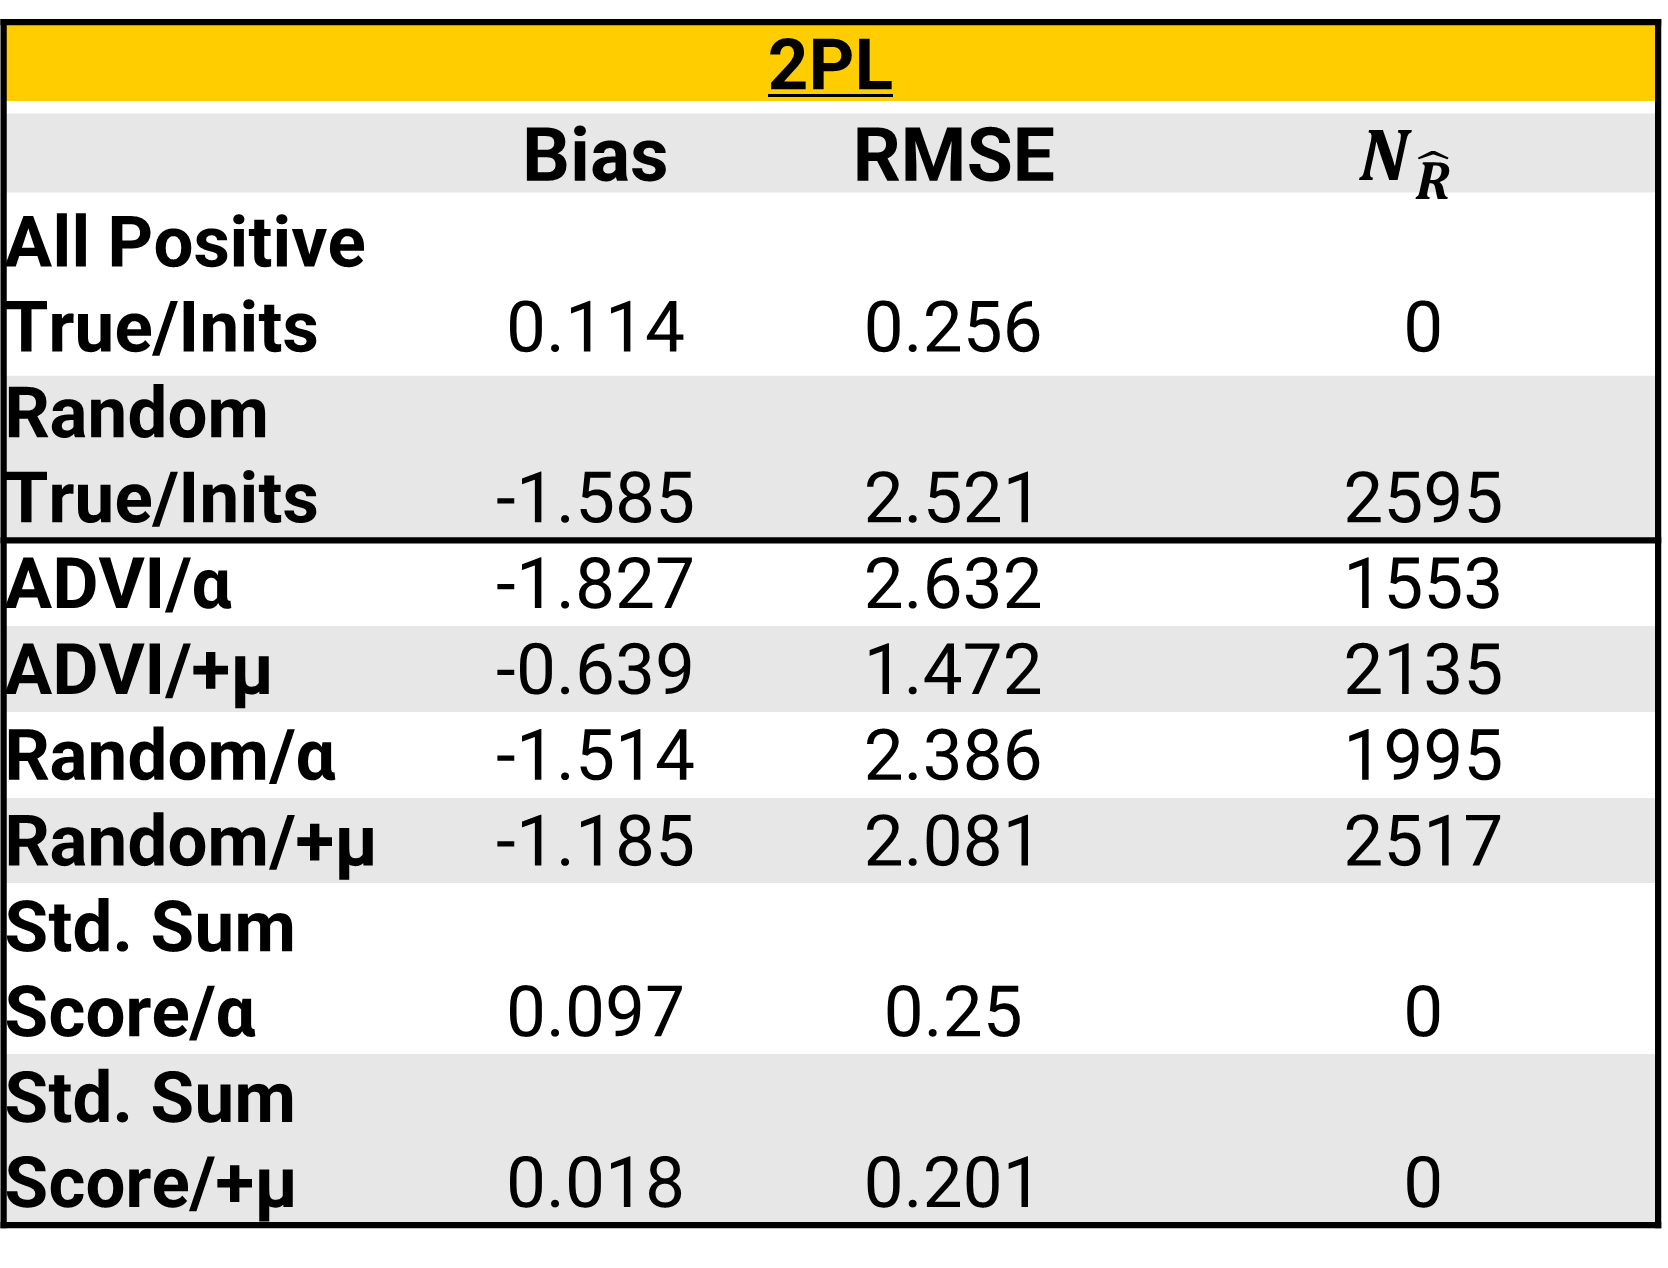 2PL
Bias RMSE N_R̂
All Positive
True/Inits 0.114 0.256 0
Random
True/Inits -1.585 2.521 2595
ADVI/α -1.827 2.632 1553
ADVI/+μ -0.639 1.472 2135
Random/α -1.514 2.386 1995
Random/+μ -1.185 2.081 2517
Std. Sum
Score/α 0.097 0.25 0
Std. Sum
Score/+μ 0.018 0.201 0